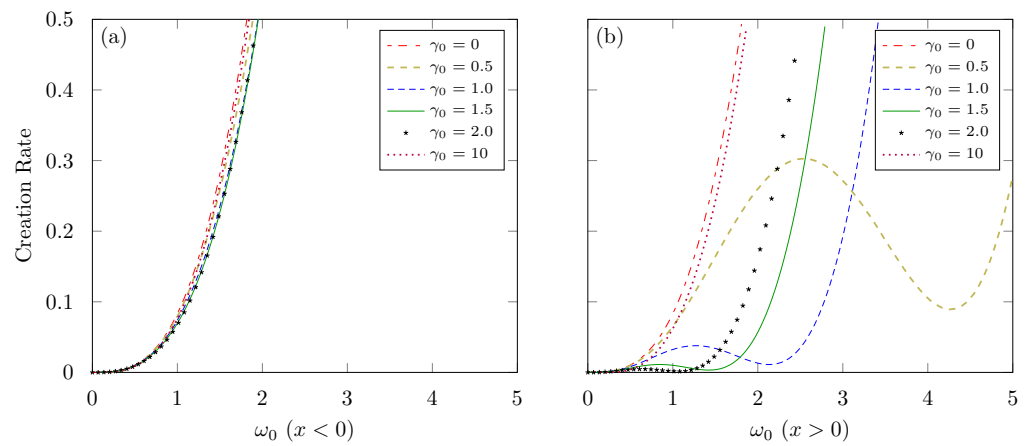 (a)
γ₀ = 0
γ₀ = 0.5
γ₀ = 1.0
γ₀ = 1.5
γ₀ = 2.0
γ₀ = 10
0.5
0.4
0.3
0.2
0.1
0
Creation Rate
0 1 2 3 4 5
ω₀ (x < 0)
(b)
γ₀ = 0
γ₀ = 0.5
γ₀ = 1.0
γ₀ = 1.5
γ₀ = 2.0
γ₀ = 10
0 1 2 3 4 5
ω₀ (x > 0)